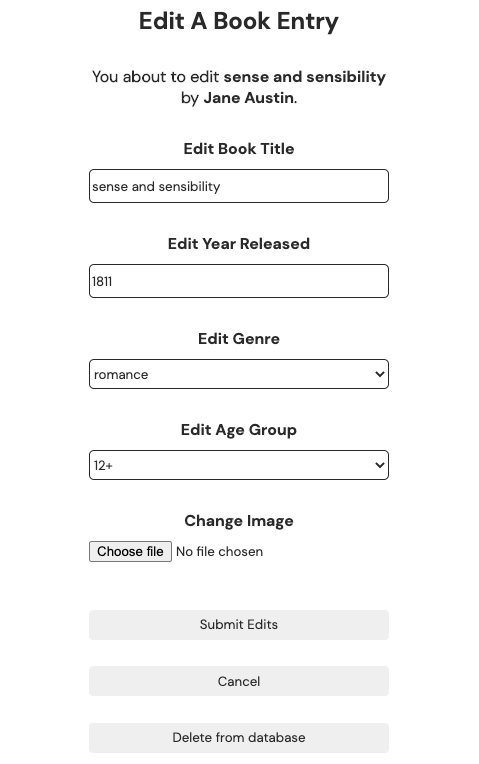 Edit A Book Entry
You about to edit sense and sensibility
by Jane Austin.
Edit Book Title
sense and sensibility
Edit Year Released
1811
Edit Genre
romance
Edit Age Group
12+
Change Image
Choose file No file chosen
Submit Edits
Cancel
Delete from database